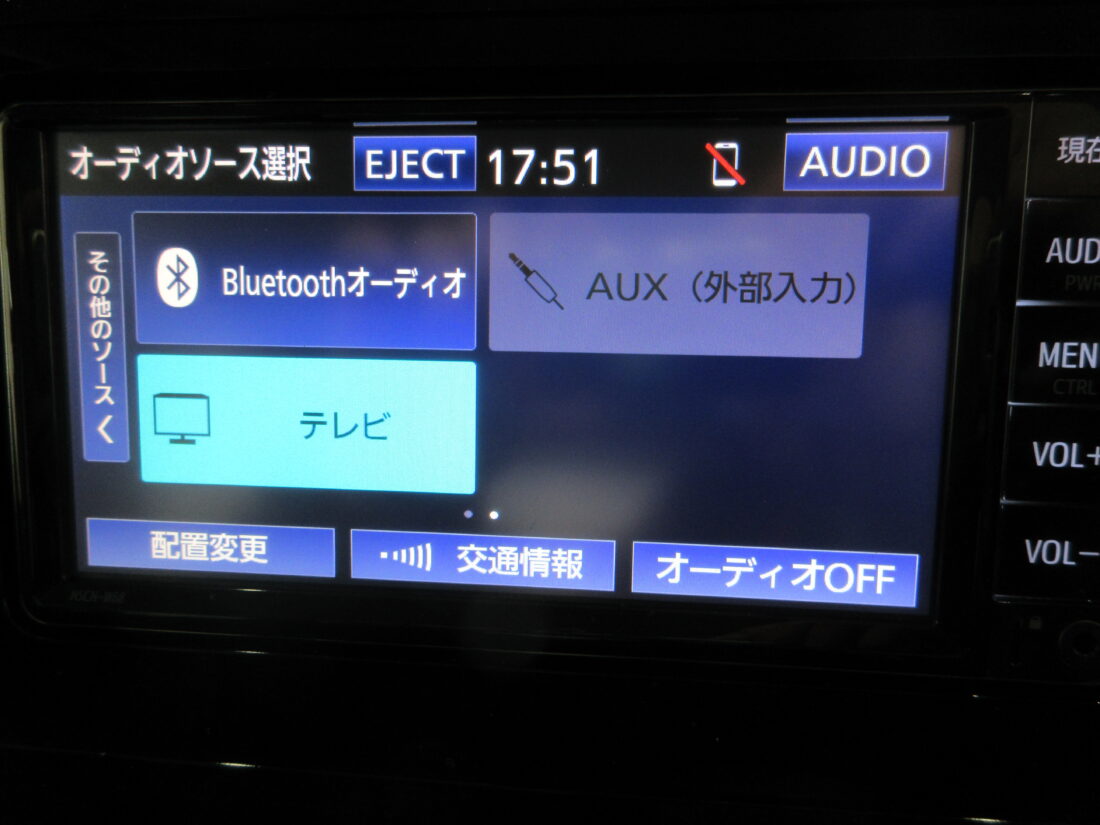 オーディオソース選択 EJECT 17:51 AUDIO
その他のソース
Bluetoothオーディオ
AUX（外部入力）
テレビ
配置変更 交通情報 オーディオOFF
現在
AUD
PWR
MEN
CTRL
VOL+
VOL−
NSCN-W68